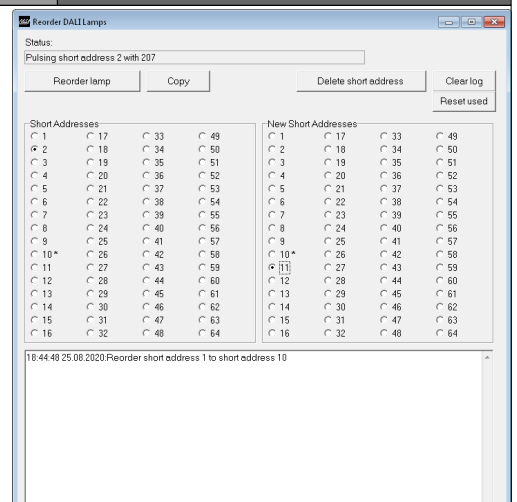 DALI Reorder DALI Lamps
Status:
Pulsing short address 2 with 207
Reorder lamp Copy Delete short address Clear log
Reset used
Short Addresses New Short Addresses
1 17 33 49 1 17 33 49
2 18 34 50 2 18 34 50
3 19 35 51 3 19 35 51
4 20 36 52 4 20 36 52
5 21 37 53 5 21 37 53
6 22 38 54 6 22 38 54
7 23 39 55 7 23 39 55
8 24 40 56 8 24 40 56
9 25 41 57 9 25 41 57
10* 26 42 58 10* 26 42 58
11 27 43 59 11 27 43 59
12 28 44 60 12 28 44 60
13 29 45 61 13 29 45 61
14 30 46 62 14 30 46 62
15 31 47 63 15 31 47 63
16 32 48 64 16 32 48 64
18:44:48 25.08.2020:Reorder short address 1 to short address 10